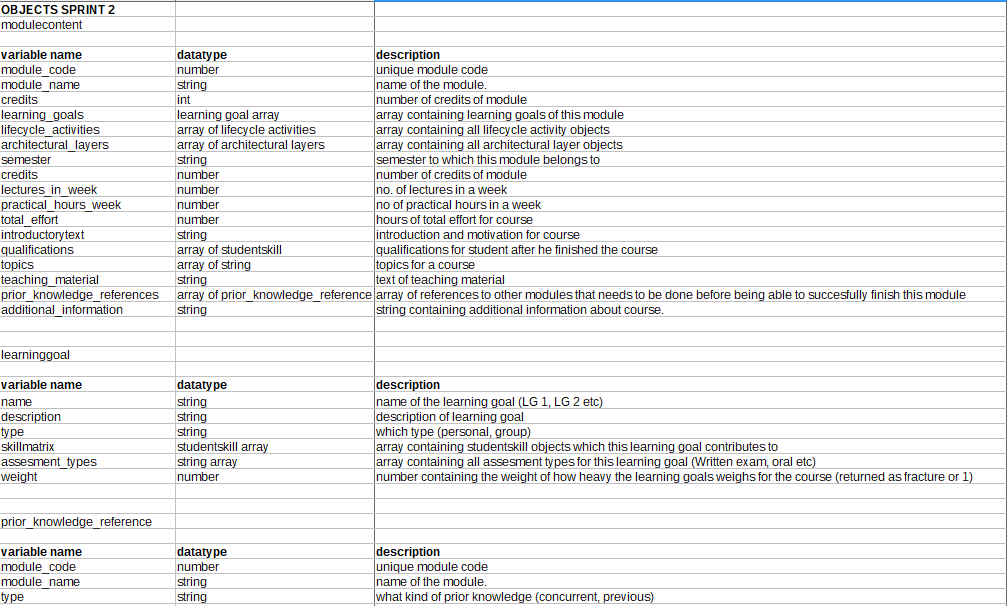 OBJECTS SPRINT 2
modulecontent
variable name datatype description
module_code number unique module code
module_name string name of the module.
credits int number of credits of module
learning_goals learning goal array array containing learning goals of this module
lifecycle_activities array of lifecycle activities array containing all lifecycle activity objects
architectural_layers array of architectural layers array containing all architectural layer objects
semester string semester to which this module belongs to
credits number number of credits of module
lectures_in_week number no. of lectures in a week
practical_hours_week number no of practical hours in a week
total_effort number hours of total effort for course
introductorytext string introduction and motivation for course
qualifications array of studentskill qualifications for student after he finished the course
topics array of string topics for a course
teaching_material string text of teaching material
prior_knowledge_references array of prior_knowledge_reference array of references to other modules that needs to be done before being able to succesfully finish this module
additional_information string string containing additional information about course.
learninggoal
variable name datatype description
name string name of the learning goal (LG 1, LG 2 etc)
description string description of learning goal
type string which type (personal, group)
skillmatrix studentskill array array containing studentskill objects which this learning goal contributes to
assesment_types string array array containing all assesment types for this learning goal (Written exam, oral etc)
weight number number containing the weight of how heavy the learning goals weighs for the course (returned as fracture or 1)
prior_knowledge_reference
variable name datatype description
module_code number unique module code
module_name string name of the module.
type string what kind of prior knowledge (concurrent, previous)